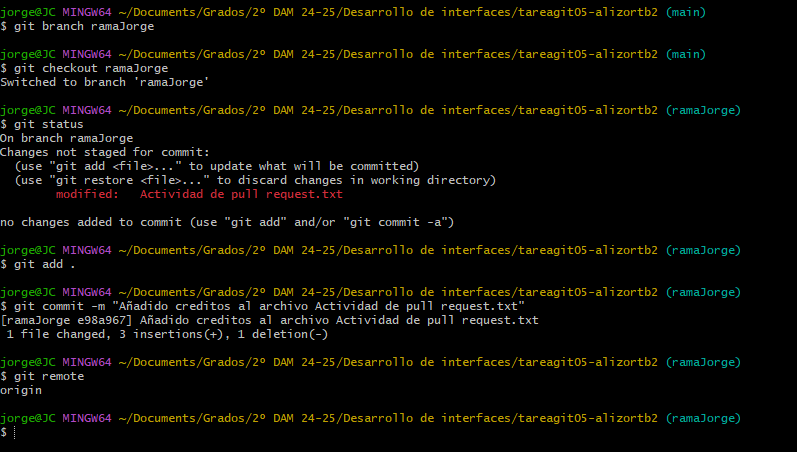 jorge@JC MINGW64 ~/Documents/Grados/2º DAM 24-25/Desarrollo de interfaces/tareagit05-alizortb2 (main)
$ git branch ramaJorge
jorge@JC MINGW64 ~/Documents/Grados/2º DAM 24-25/Desarrollo de interfaces/tareagit05-alizortb2 (main)
$ git checkout ramaJorge
Switched to branch 'ramaJorge'
jorge@JC MINGW64 ~/Documents/Grados/2º DAM 24-25/Desarrollo de interfaces/tareagit05-alizortb2 (ramaJorge)
$ git status
On branch ramaJorge
Changes not staged for commit:
  (use "git add <file>..." to update what will be committed)
  (use "git restore <file>..." to discard changes in working directory)
        modified:   Actividad de pull request.txt
no changes added to commit (use "git add" and/or "git commit -a")
jorge@JC MINGW64 ~/Documents/Grados/2º DAM 24-25/Desarrollo de interfaces/tareagit05-alizortb2 (ramaJorge)
$ git add .
jorge@JC MINGW64 ~/Documents/Grados/2º DAM 24-25/Desarrollo de interfaces/tareagit05-alizortb2 (ramaJorge)
$ git commit -m "Añadido creditos al archivo Actividad de pull request.txt"
[ramaJorge e98a967] Añadido creditos al archivo Actividad de pull request.txt
 1 file changed, 3 insertions(+), 1 deletion(-)
jorge@JC MINGW64 ~/Documents/Grados/2º DAM 24-25/Desarrollo de interfaces/tareagit05-alizortb2 (ramaJorge)
$ git remote
origin
jorge@JC MINGW64 ~/Documents/Grados/2º DAM 24-25/Desarrollo de interfaces/tareagit05-alizortb2 (ramaJorge)
$